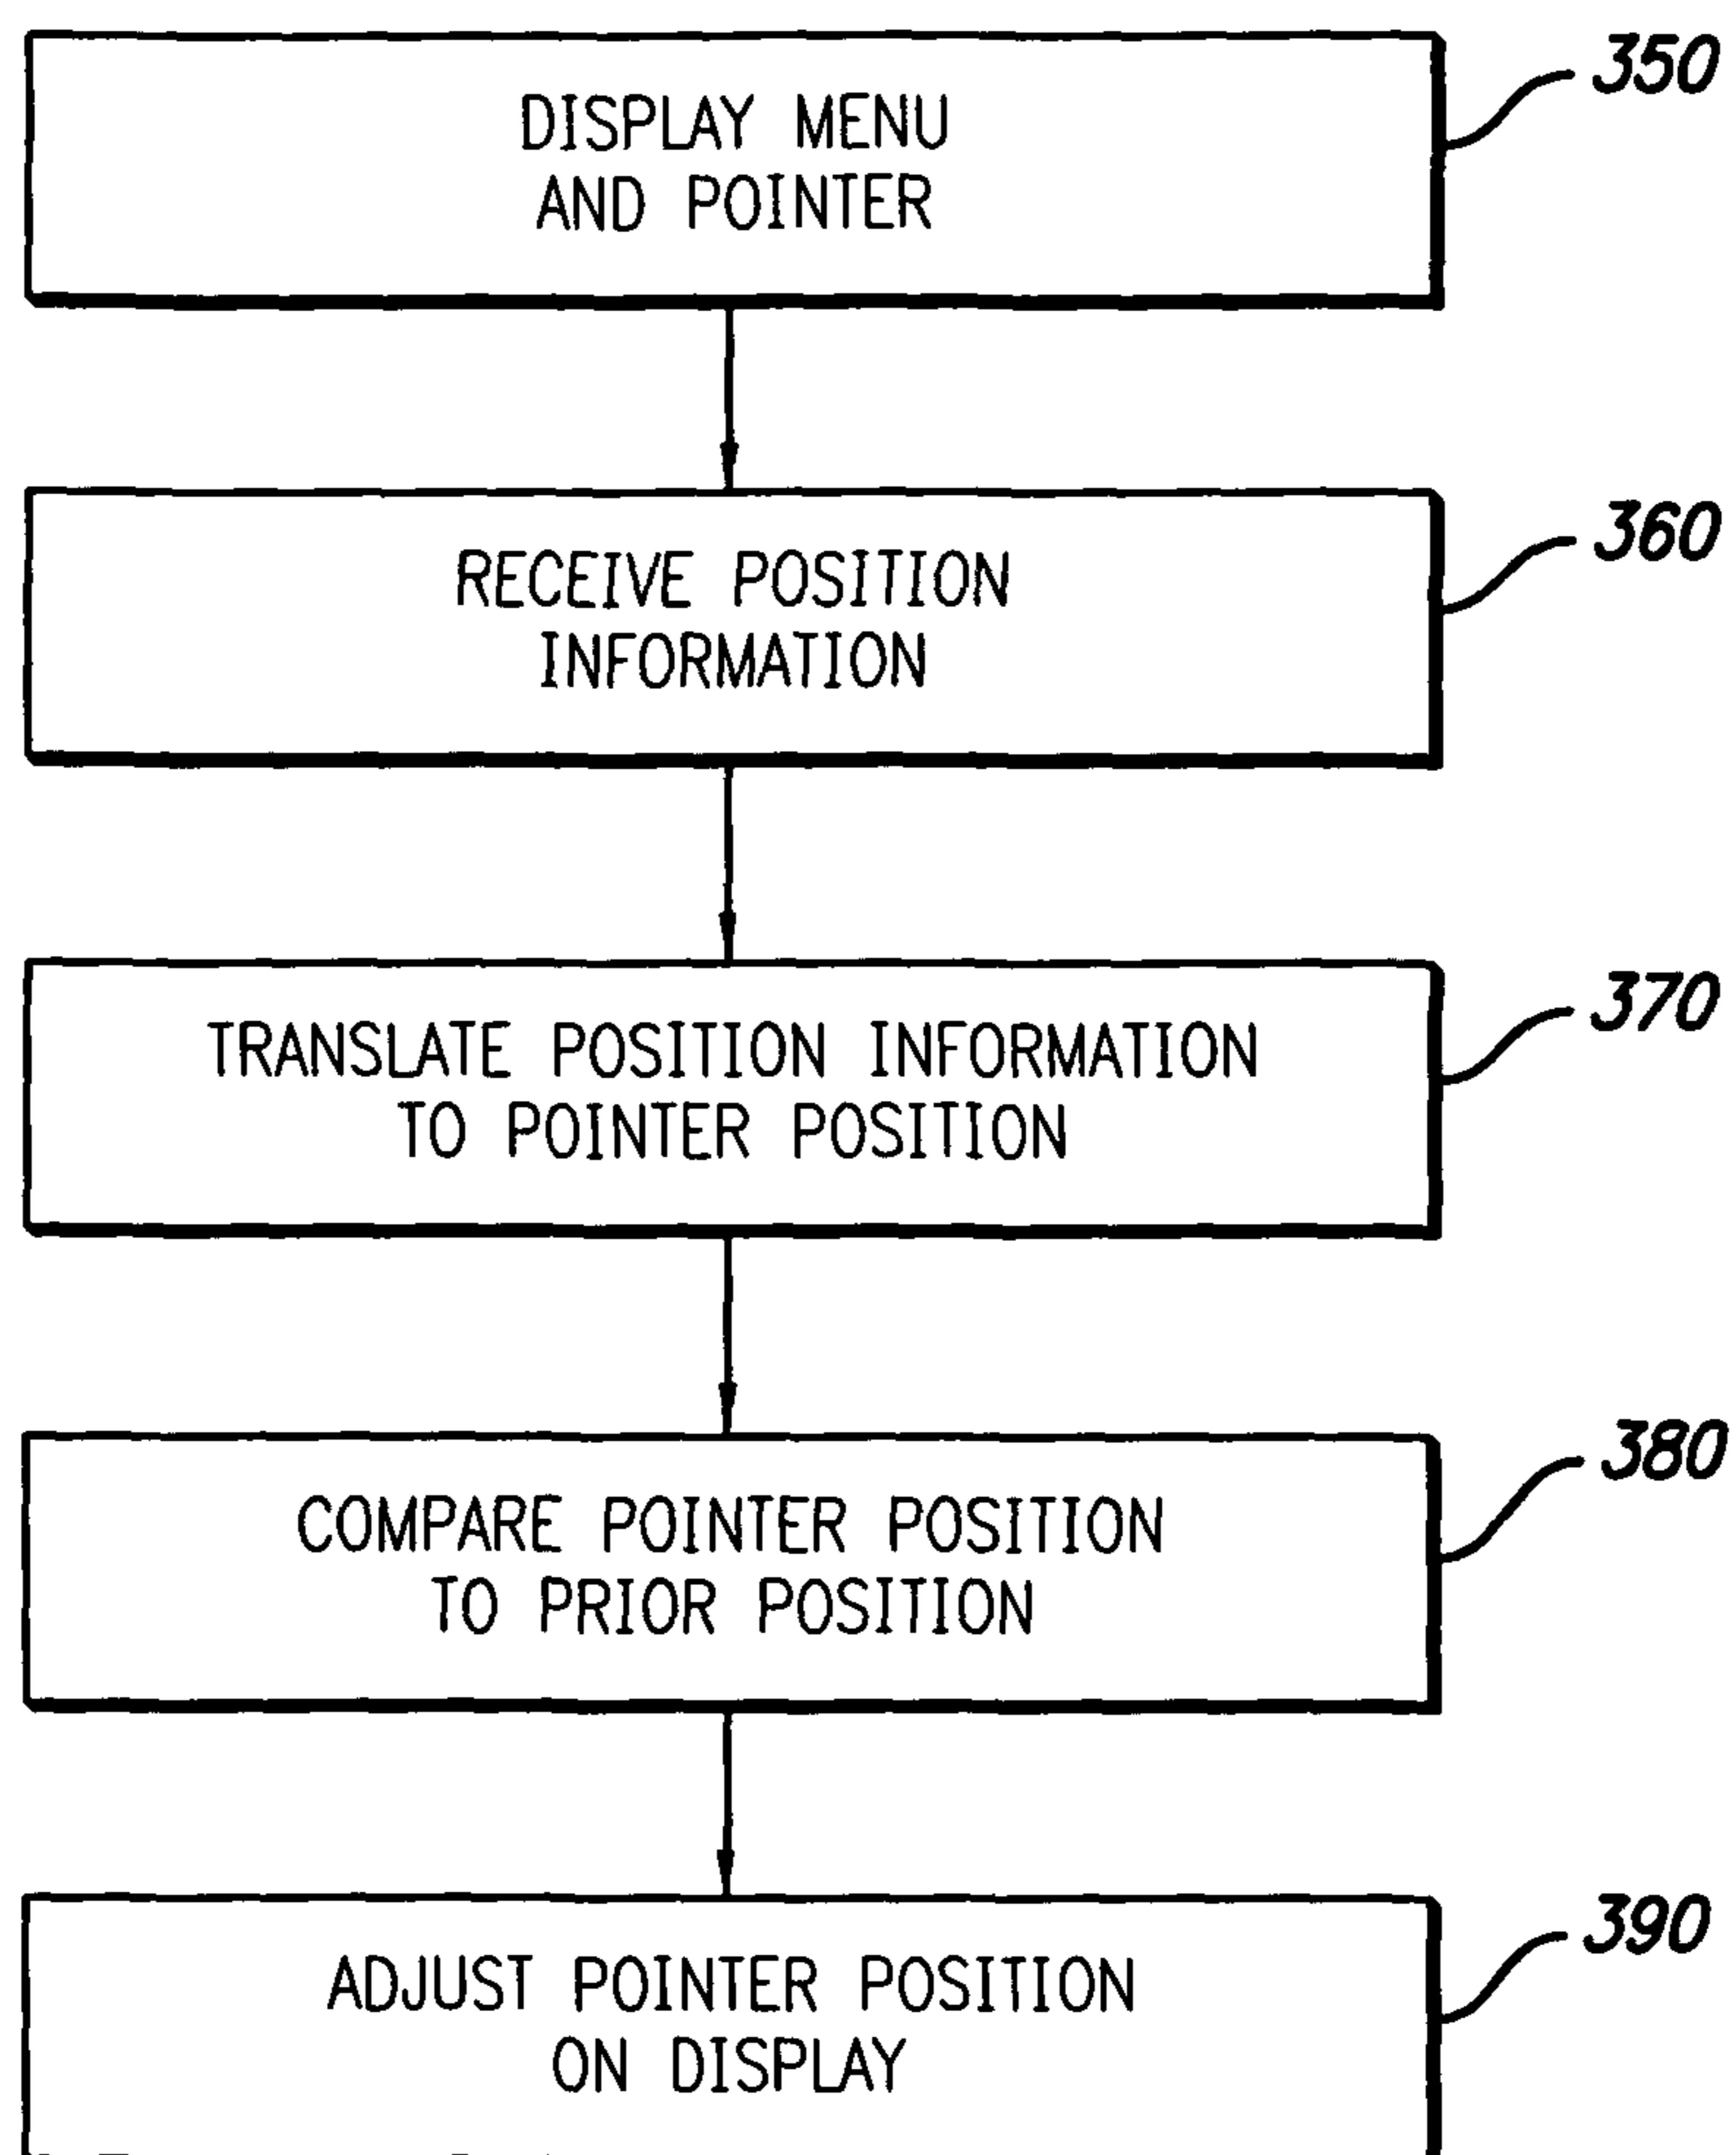 DISPLAY MENU
AND POINTER
350
RECEIVE POSITION
INFORMATION
360
TRANSLATE POSITION INFORMATION
TO POINTER POSITION
370
COMPARE POINTER POSITION
TO PRIOR POSITION
380
ADJUST POINTER POSITION
ON DISPLAY
390